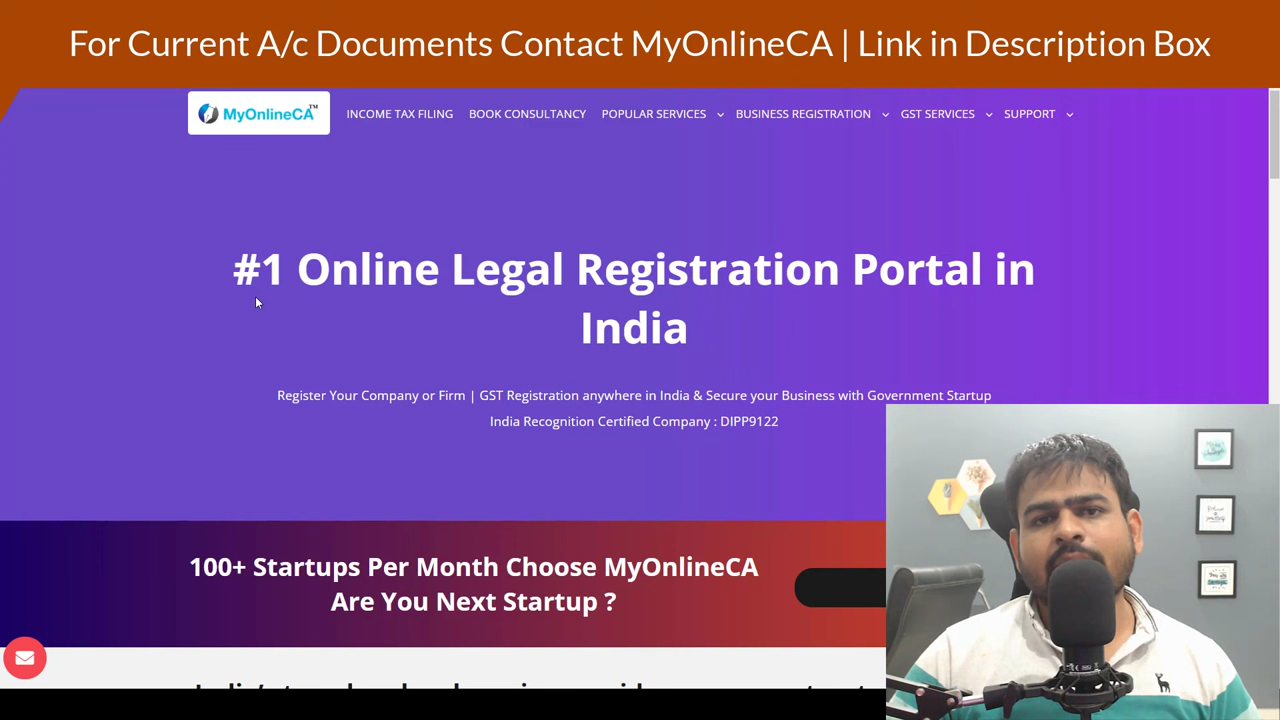 For Current A/c Documents Contact MyOnlineCA | Link in Description Box
MyOnlineCA™ INCOME TAX FILING BOOK CONSULTANCY POPULAR SERVICES BUSINESS REGISTRATION GST SERVICES SUPPORT
#1 Online Legal Registration Portal in
India
Register Your Company or Firm | GST Registration anywhere in India & Secure your Business with Government Startup
India Recognition Certified Company : DIPP9122
100+ Startups Per Month Choose MyOnlineCA
Are You Next Startup ?